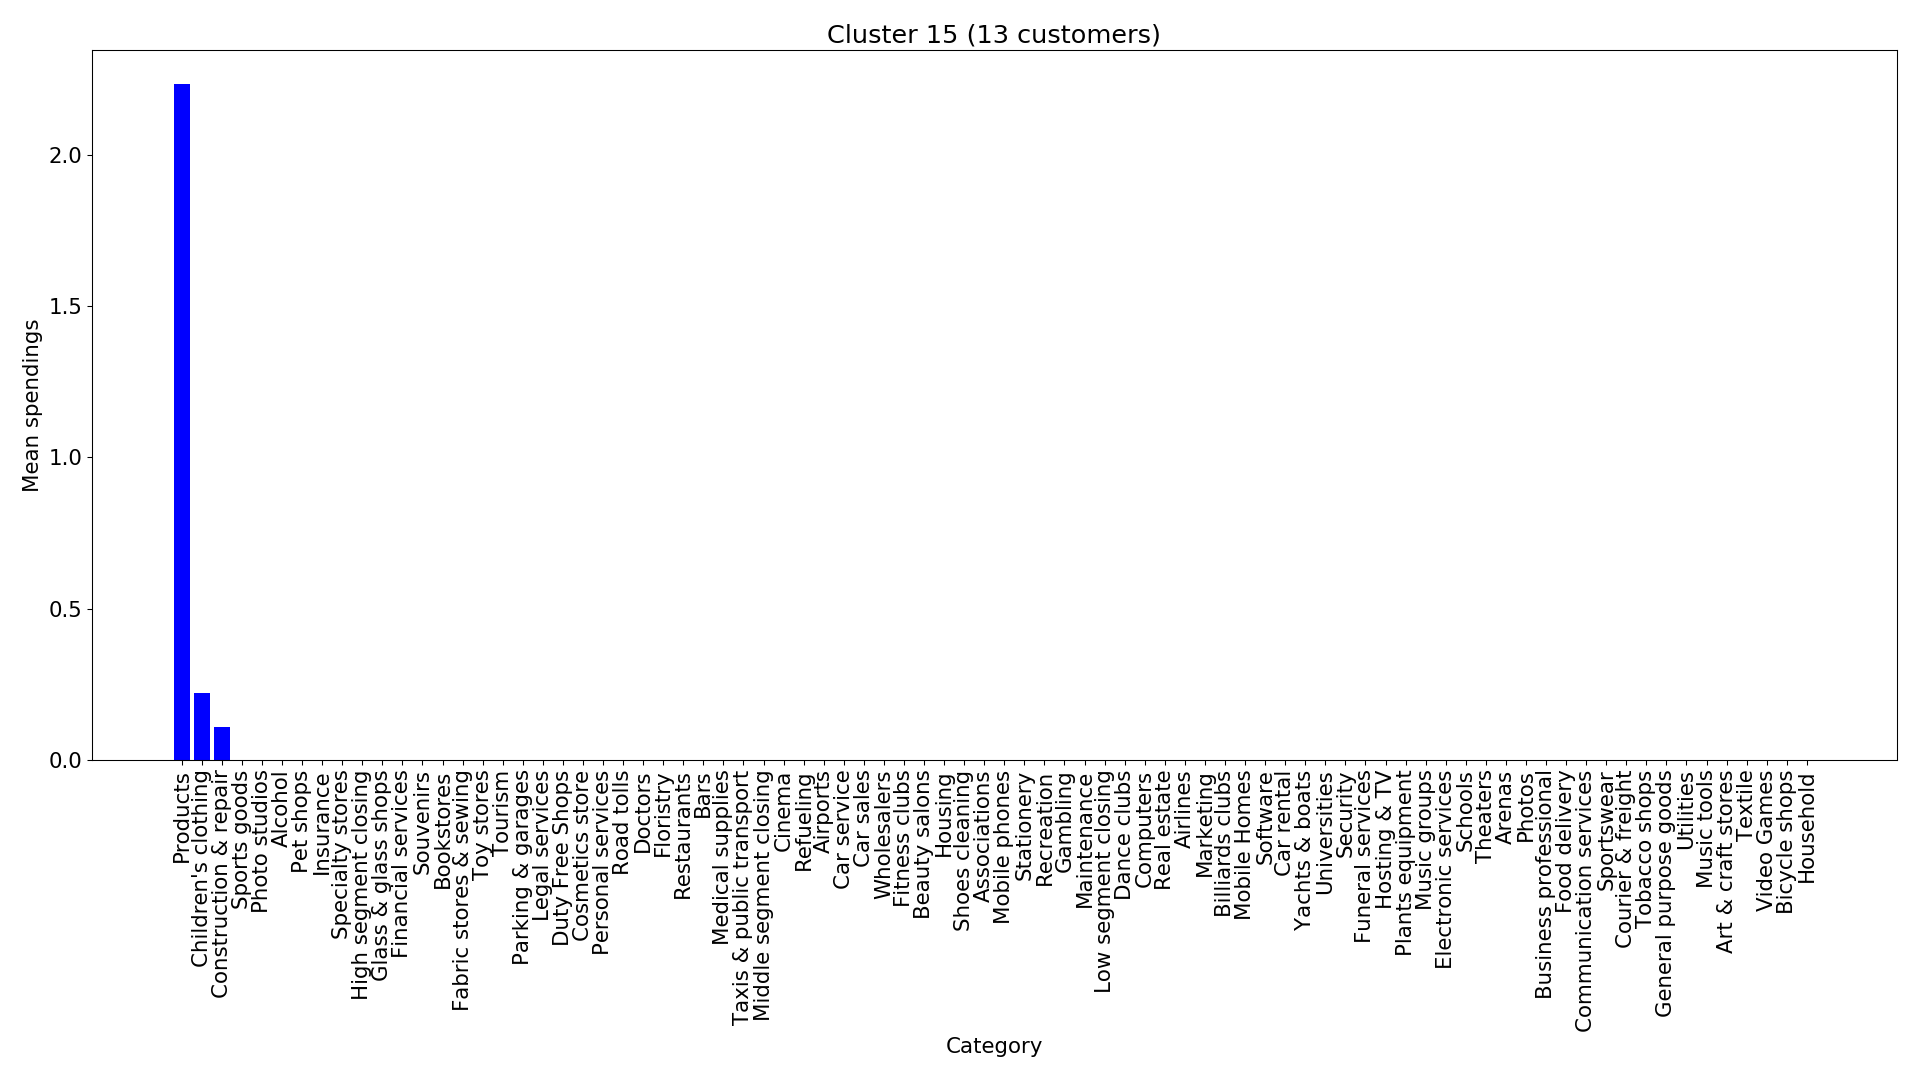 Cluster 15 (13 customers)
Mean spendings
2.0
1.5
1.0
0.5
0.0
Products
Children's clothing
Construction & repair
Sports goods
Photo studios
Alcohol
Pet shops
Insurance
Specialty stores
High segment closing
Glass & glass shops
Financial services
Souvenirs
Bookstores
Fabric stores & sewing
Toy stores
Tourism
Parking & garages
Legal services
Duty Free Shops
Cosmetics store
Personal services
Road tolls
Doctors
Floristry
Restaurants
Bars
Medical supplies
Taxis & public transport
Middle segment closing
Cinema
Refueling
Airports
Car service
Car sales
Wholesalers
Fitness clubs
Beauty salons
Housing
Shoes cleaning
Associations
Mobile phones
Stationery
Recreation
Gambling
Maintenance
Low segment closing
Dance clubs
Computers
Real estate
Airlines
Marketing
Billiards clubs
Mobile Homes
Software
Car rental
Yachts & boats
Universities
Security
Funeral services
Hosting & TV
Plants equipment
Music groups
Electronic services
Schools
Theaters
Arenas
Photos
Business professional
Food delivery
Communication services
Sportswear
Courier & freight
Tobacco shops
General purpose goods
Utilities
Music tools
Art & craft stores
Textile
Video Games
Bicycle shops
Household
Category